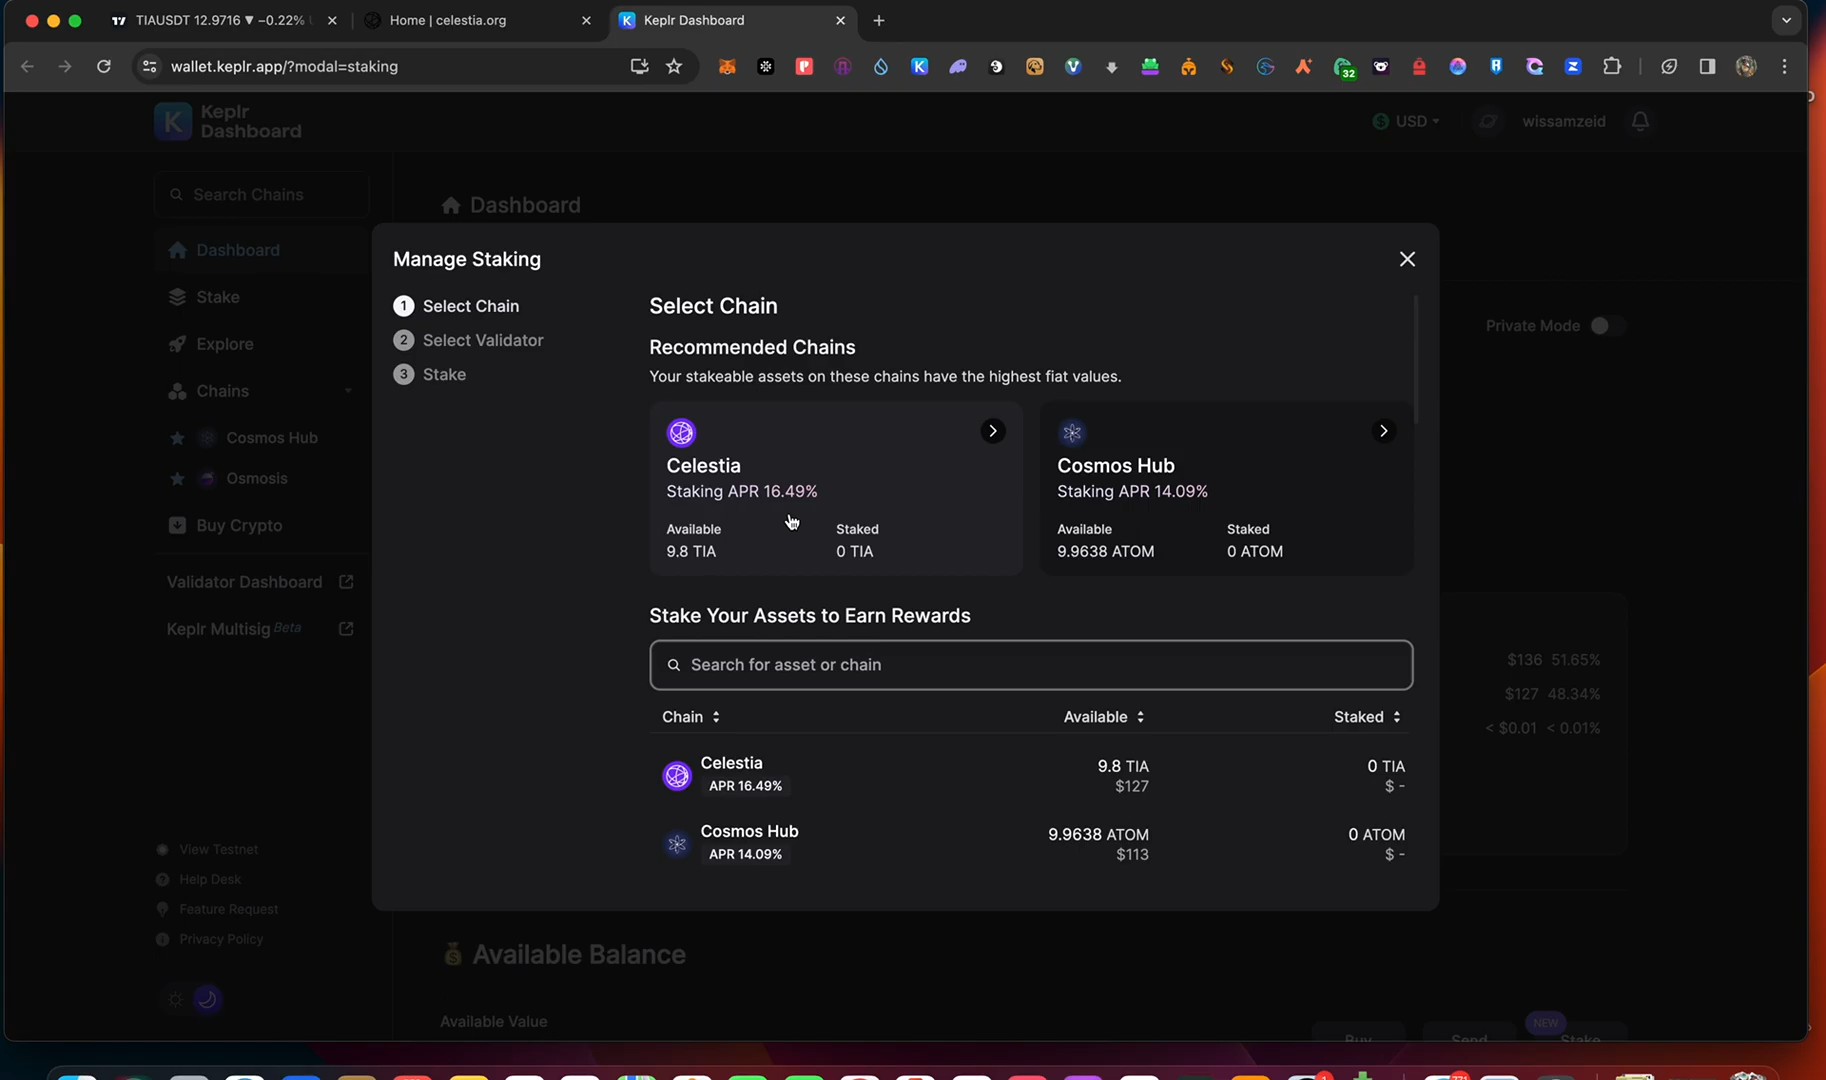 TIAUSDT 12.9716 ▼ −0.22%
Home | celestia.org
Keplr Dashboard
wallet.keplr.app/?modal=staking
32
Keplr
Dashboard
USD
wissamzeid
Search Chains
Dashboard
Dashboard
Manage Staking
Stake
1 Select Chain
Select Chain
Private Mode
2 Select Validator
Explore
Recommended Chains
3 Stake
Your stakeable assets on these chains have the highest fiat values.
Chains
Cosmos Hub
Celestia
Cosmos Hub
Osmosis
Staking APR 16.49%
Staking APR 14.09%
Buy Crypto
Available
Staked
Available
Staked
9.8 TIA
0 TIA
9.9638 ATOM
0 ATOM
Validator Dashboard
Keplr Multisig Beta
Stake Your Assets to Earn Rewards
Search for asset or chain
$136 51.65%
$127 48.34%
< $0.01 < 0.01%
Chain
Available
Staked
Celestia
9.8 TIA
0 TIA
APR 16.49%
$127
$ -
Cosmos Hub
9.9638 ATOM
0 ATOM
APR 14.09%
$113
$ -
View Testnet
Help Desk
Feature Request
Privacy Policy
Available Balance
Available Value
NEW
Buy
Send
Stake
1
771